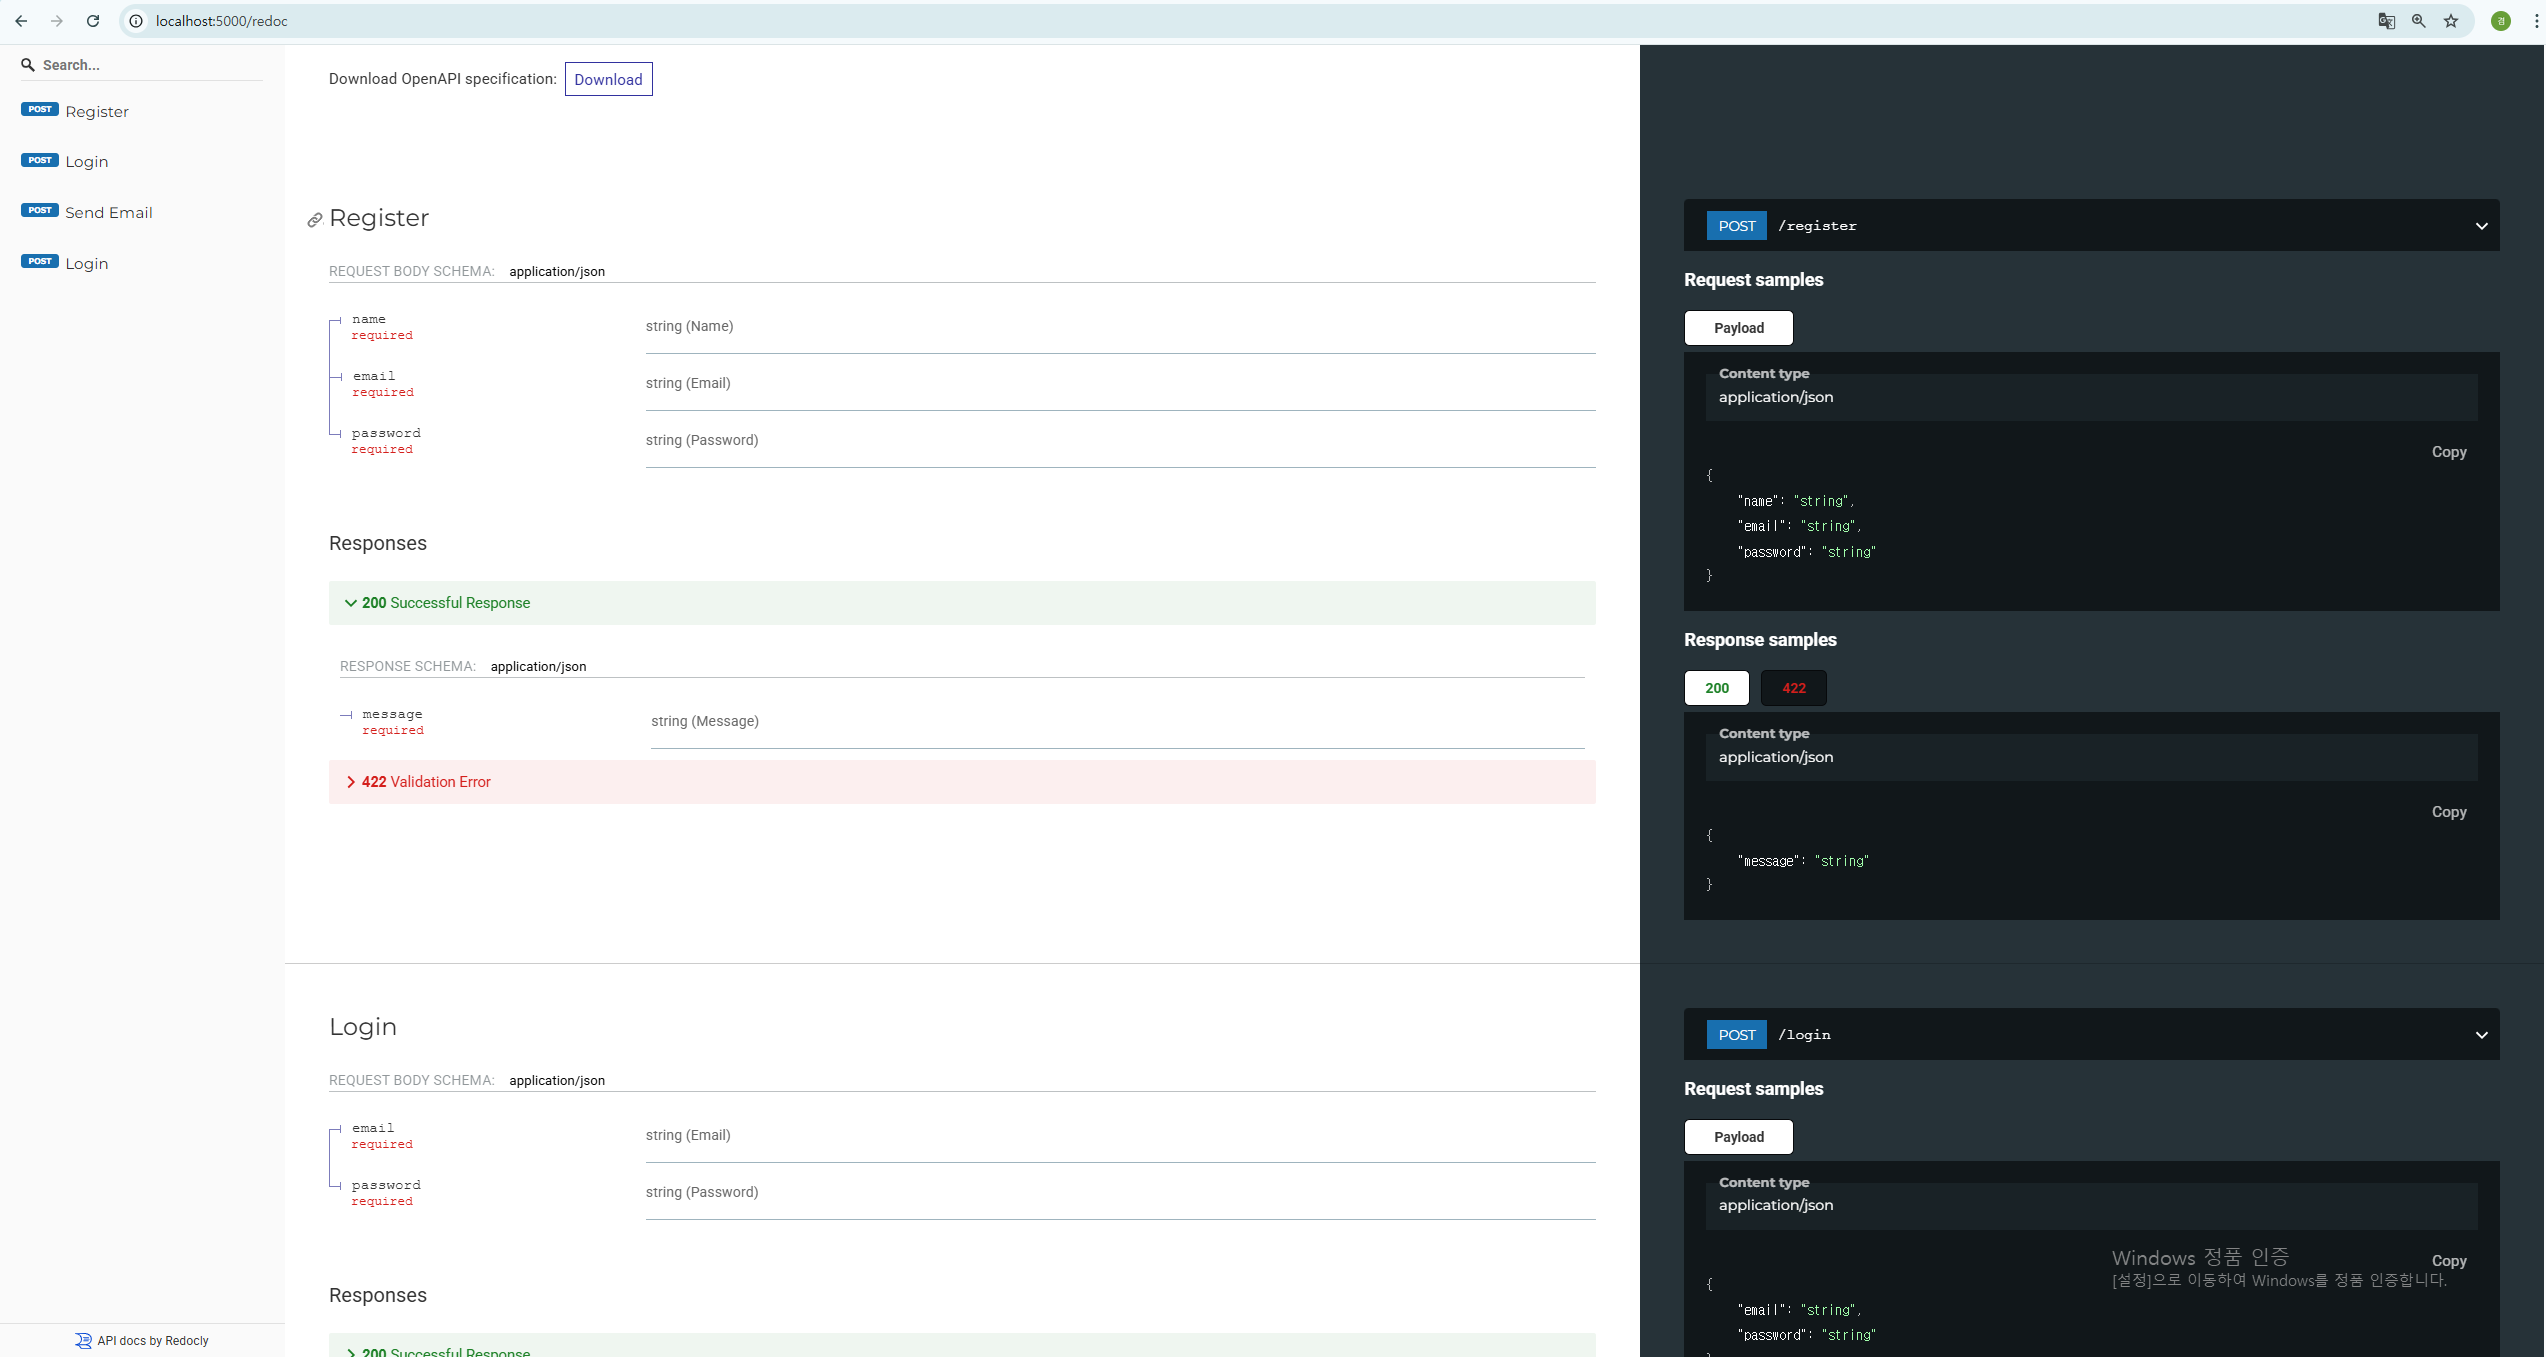 localhost:5000/redoc
겸
Search...
POST Register
POST Login
POST Send Email
POST Login
API docs by Redocly
Download OpenAPI specification: Download
Register
REQUEST BODY SCHEMA: application/json
name
required
string (Name)
email
required
string (Email)
password
required
string (Password)
Responses
200 Successful Response
RESPONSE SCHEMA: application/json
message
required
string (Message)
422 Validation Error
POST /register
Request samples
Payload
Content type
application/json
Copy
{
"name": "string",
"email": "string",
"password": "string"
}
Response samples
200 422
Content type
application/json
Copy
{
"message": "string"
}
Login
REQUEST BODY SCHEMA: application/json
email
required
string (Email)
password
required
string (Password)
Responses
200 Successful Response
POST /login
Request samples
Payload
Content type
application/json
Copy
{
"email": "string",
"password": "string"
}
Windows 정품 인증
[설정]으로 이동하여 Windows를 정품 인증합니다.